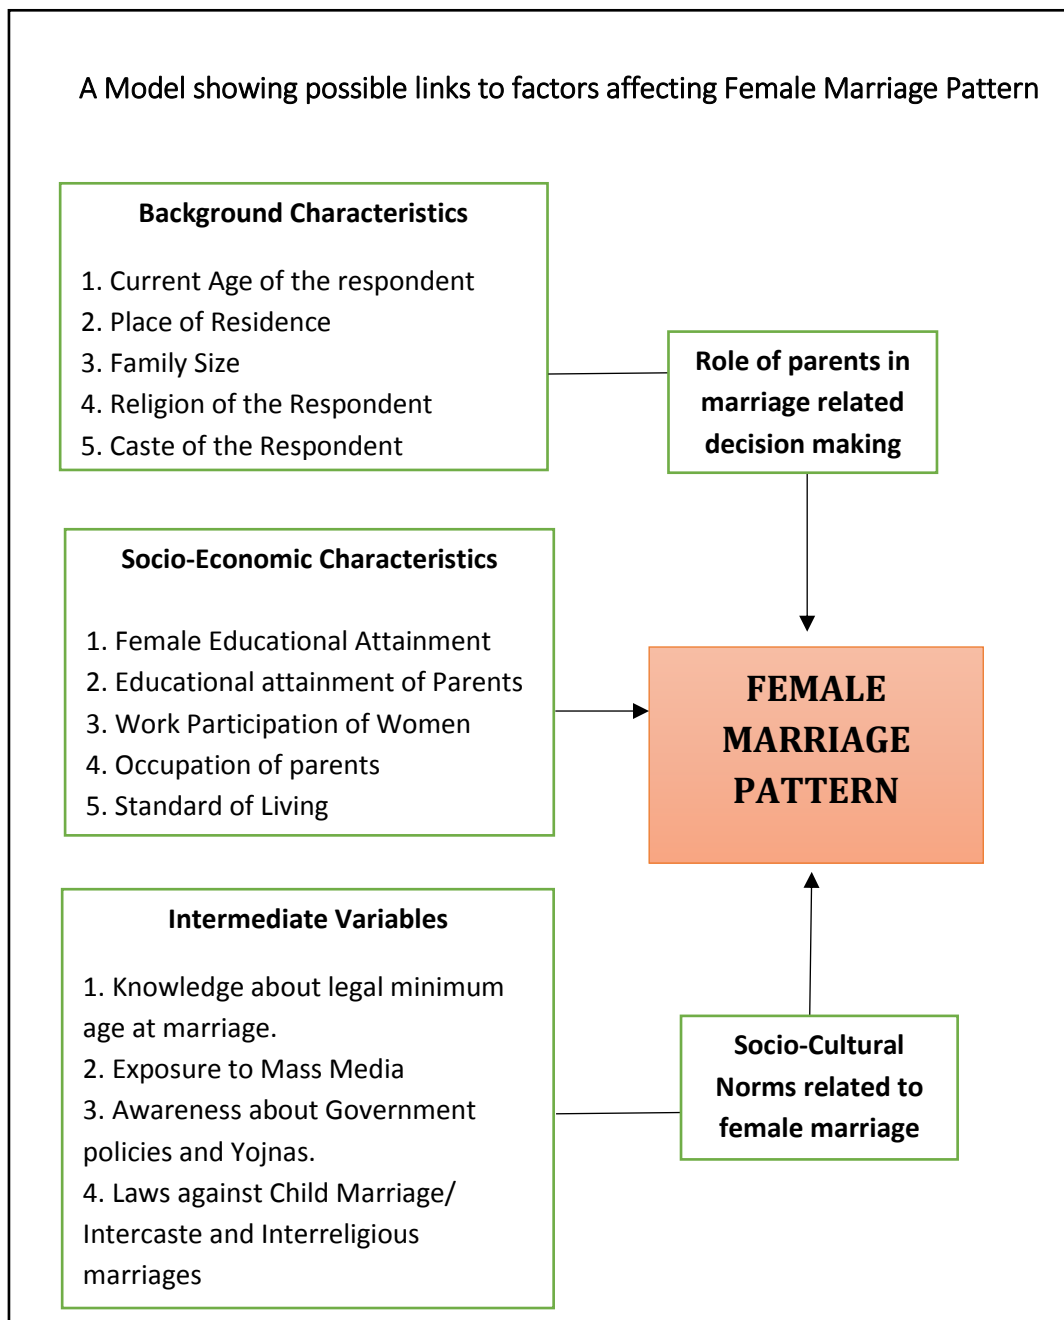 A Model showing possible links to factors affecting Female Marriage Pattern
Background Characteristics
1. Current Age of the respondent
2. Place of Residence
3. Family Size
4. Religion of the Respondent
5. Caste of the Respondent
Role of parents in
marriage related
decision making
Socio-Economic Characteristics
1. Female Educational Attainment
2. Educational attainment of Parents
3. Work Participation of Women
4. Occupation of parents
5. Standard of Living
FEMALE
MARRIAGE
PATTERN
Intermediate Variables
1. Knowledge about legal minimum
age at marriage.
2. Exposure to Mass Media
3. Awareness about Government
policies and Yojnas.
4. Laws against Child Marriage/
Intercaste and Interreligious
marriages
Socio-Cultural
Norms related to
female marriage